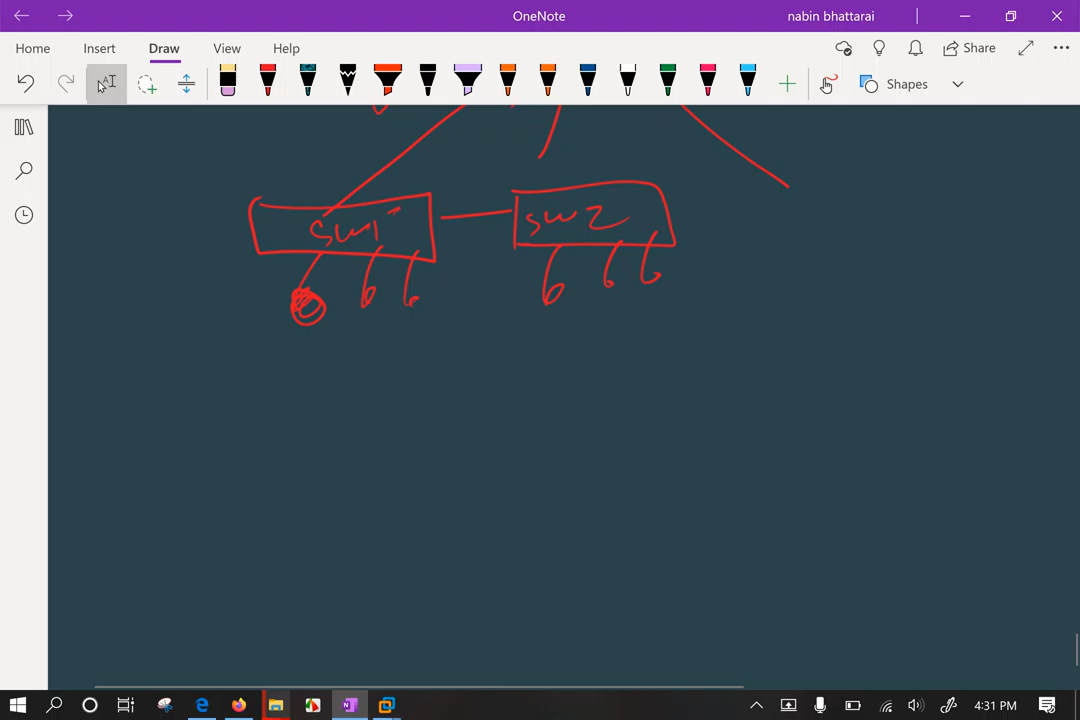 OneNote
nabin bhattarai
Home
Insert
Draw
View
Help
Share
Shapes
SW1
SW2
4:31 PM